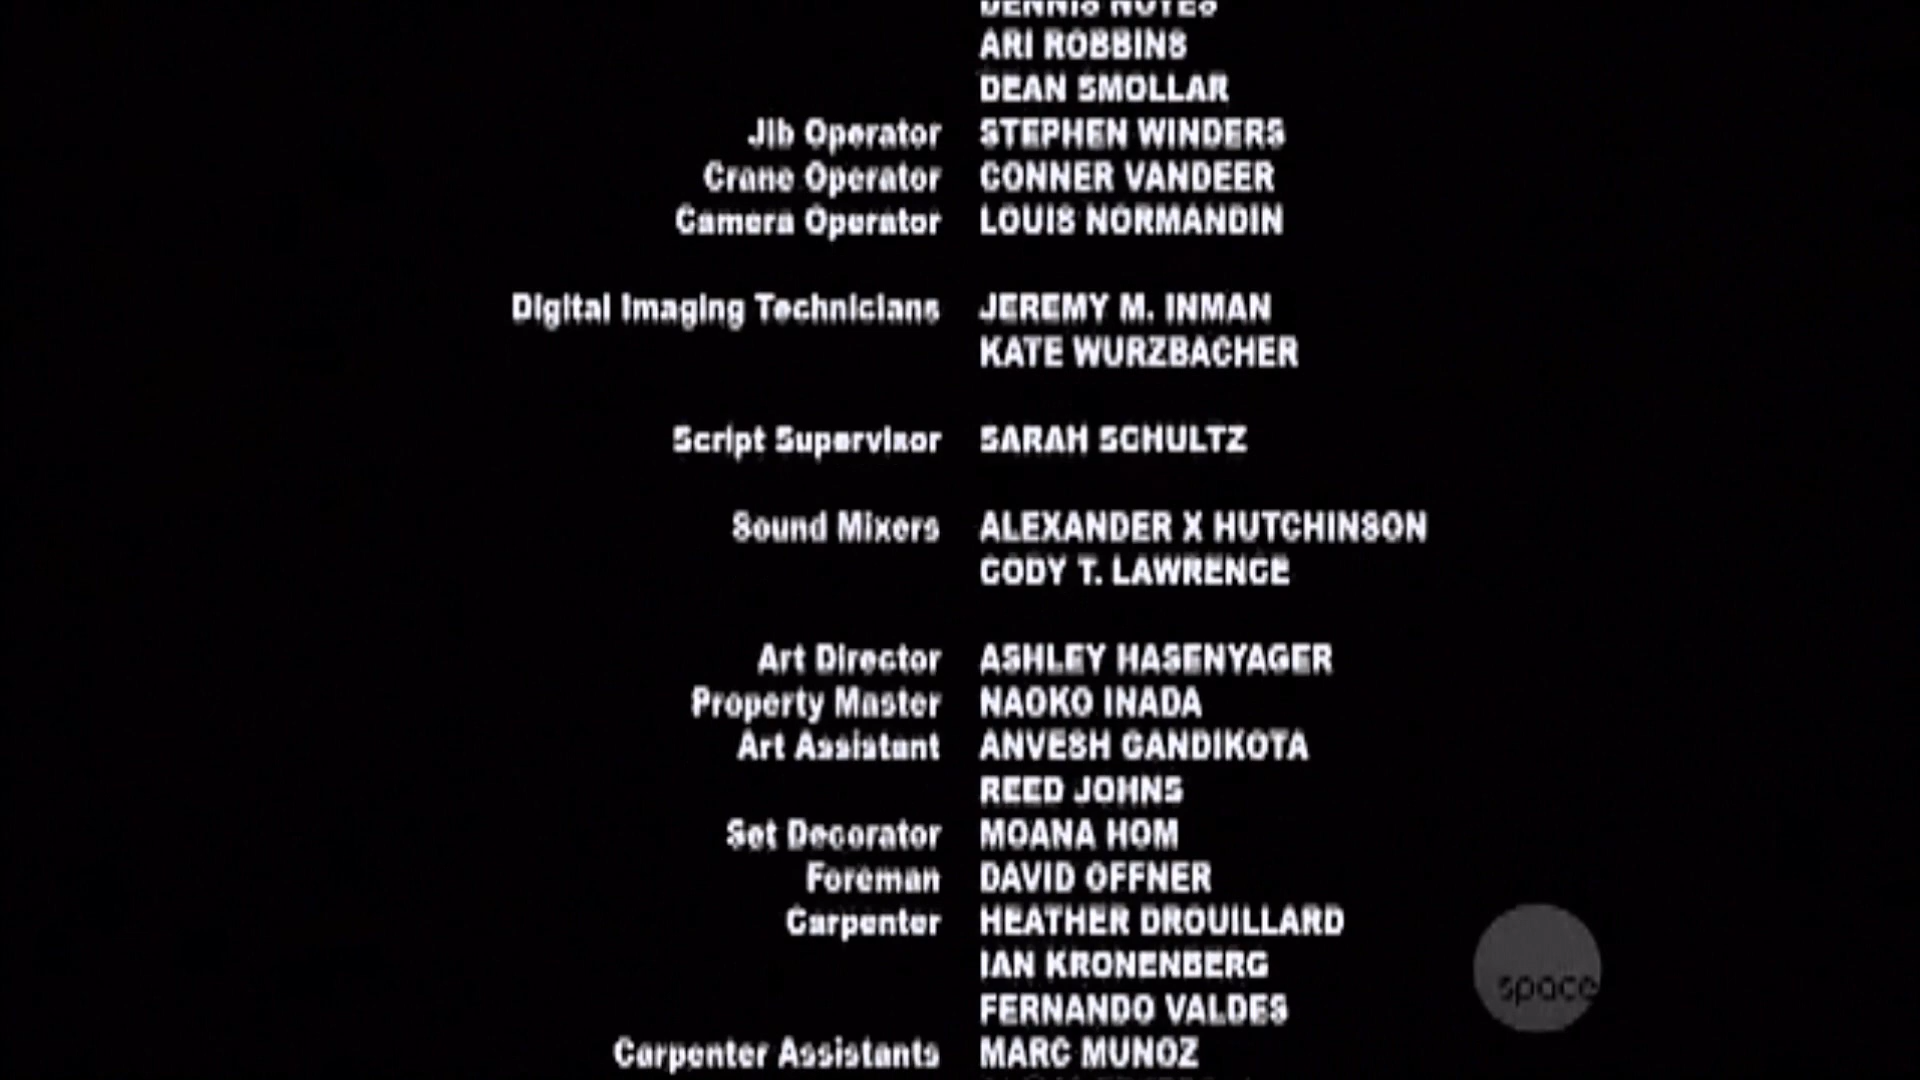 DENNIS NOYES
ARI ROBBINS
DEAN SMOLLAR
Jib Operator STEPHEN WINDERS
Crane Operator CONNER VANDEER
Camera Operator LOUIS NORMANDIN
Digital Imaging Technicians JEREMY M. INMAN
KATE WURZBACHER
Script Supervisor SARAH SCHULTZ
Sound Mixers ALEXANDER X HUTCHINSON
CODY T. LAWRENCE
Art Director ASHLEY HASENYAGER
Property Master NAOKO INADA
Art Assistant ANVESH GANDIKOTA
REED JOHNS
Set Decorator MOANA HOM
Foreman DAVID OFFNER
Carpenter HEATHER DROUILLARD
IAN KRONENBERG
FERNANDO VALDES
space
Carpenter Assistants MARC MUNOZ